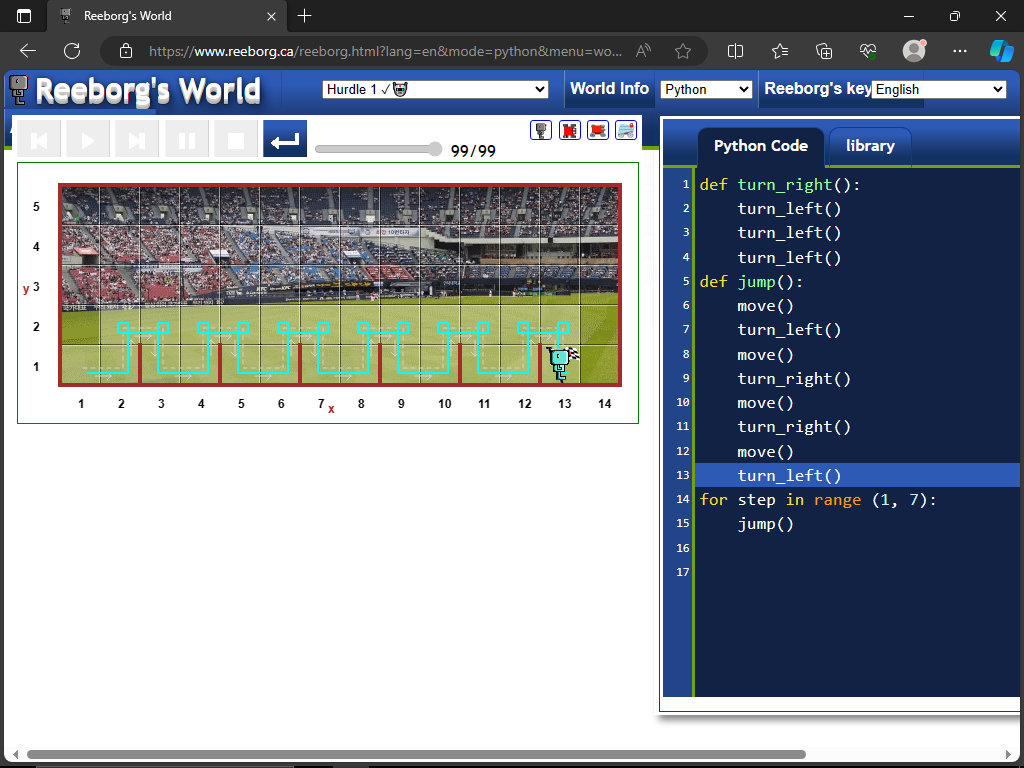 Reeborg's World
https://www.reeborg.ca/reeborg.html?lang=en&mode=python&menu=wo...
Reeborg's World
Hurdle 1 ✓
World Info
Python
Reeborg's key
English
99/99
Python Code
library
5
4
y 3
2
1
1 2 3 4 5 6 7 x 8 9 10 11 12 13 14
1 def turn_right():
2 turn_left()
3 turn_left()
4 turn_left()
5 def jump():
6 move()
7 turn_left()
8 move()
9 turn_right()
10 move()
11 turn_right()
12 move()
13 turn_left()
14 for step in range (1, 7):
15 jump()
16
17